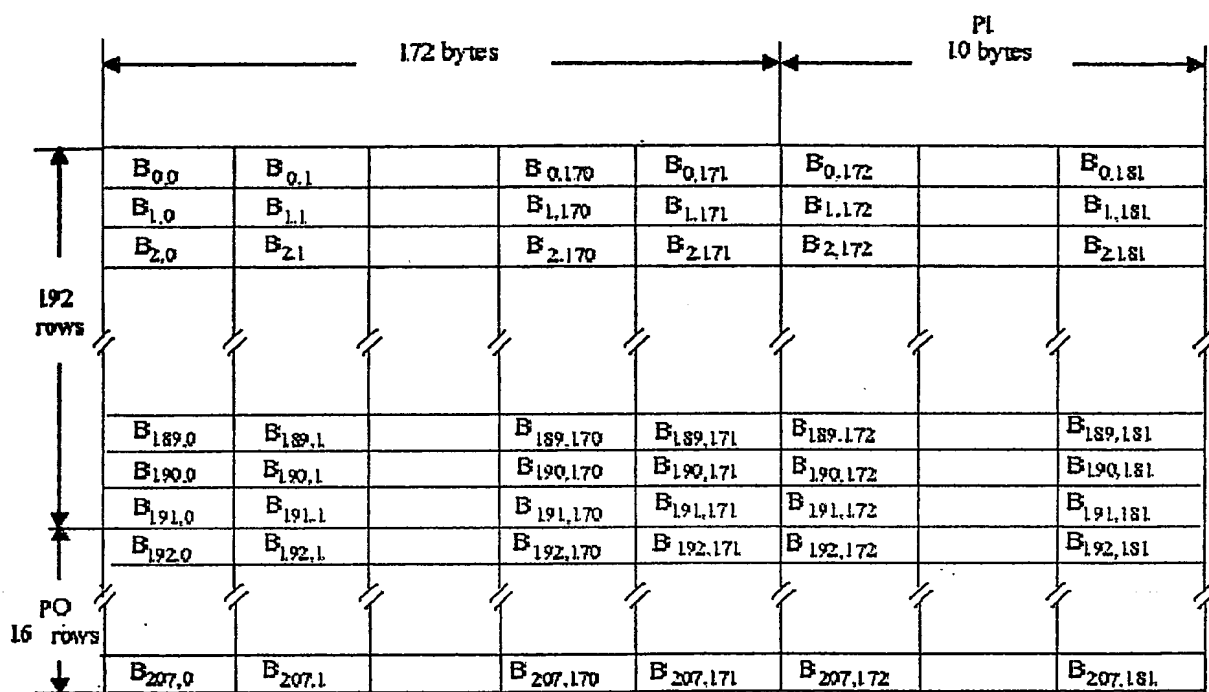 PI
172 bytes 10 bytes
B0,0 B0,1 B0,170 B0,171 B0,172 B0,181
B1,0 B1,1 B1,170 B1,171 B1,172 B1,181
B2,0 B2,1 B2,170 B2,171 B2,172 B2,181
192
rows
B189,0 B189,1 B189,170 B189,171 B189,172 B189,181
B190,0 B190,1 B190,170 B190,171 B190,172 B190,181
B191,0 B191,1 B191,170 B191,171 B191,172 B191,181
B192,0 B192,1 B192,170 B192,171 B192,172 B192,181
PO
16 rows
B207,0 B207,1 B207,170 B207,171 B207,172 B207,181